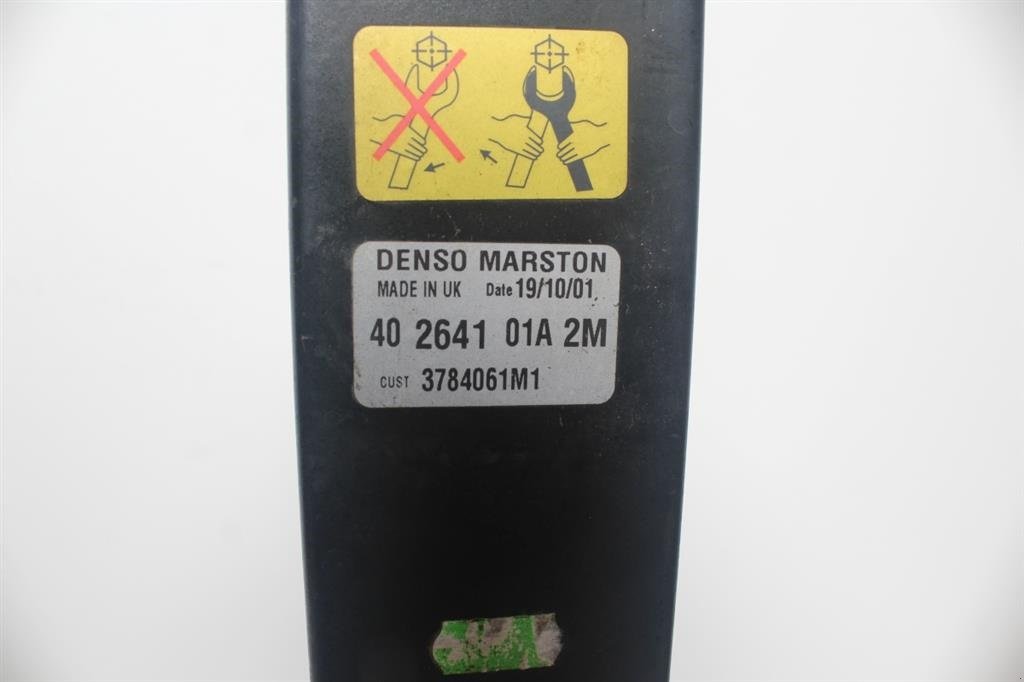 DENSO MARSTON
MADE IN UK Date 19/10/01
40 2641 01A 2M
CUST 3784061M1